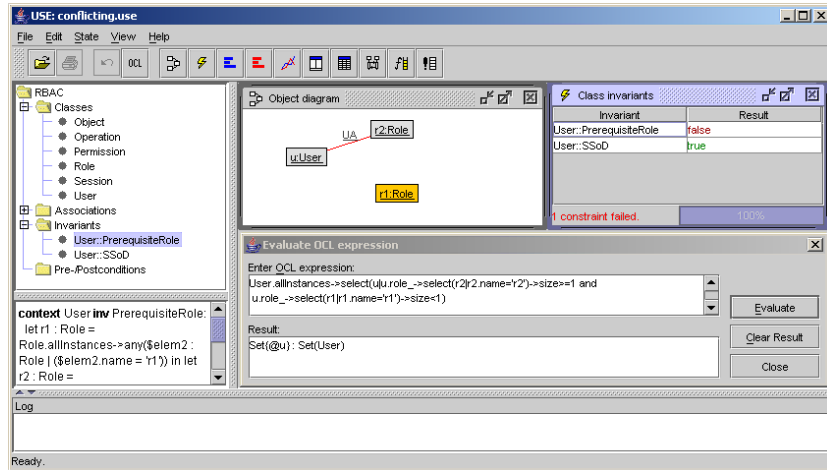 USE: conflicting.use
File Edit State View Help
OCL
RBAC
Classes
Object
Operation
Permission
Role
Session
User
Associations
Invariants
User::PrerequisiteRole
User::SSoD
Pre-/Postconditions
context User inv PrerequisiteRole:
let r1 : Role =
Role.allInstances->any($elem2 :
Role | ($elem2.name = 'r1')) in let
r2 : Role =
Object diagram
UA
r2:Role
u:User
r1:Role
Class invariants
Invariant Result
User::PrerequisiteRole false
User::SSoD true
1 constraint failed. 100%
Evaluate OCL expression
Enter OCL expression:
User.allInstances->select(u|u.role_->select(r2|r2.name='r2')->size>=1 and
u.role_->select(r1|r1.name='r1')->size<1)
Evaluate
Result:
Set{@u} : Set(User)
Clear Result
Close
Log
Ready.